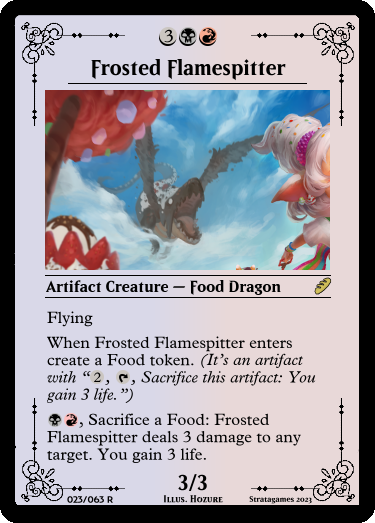 3
Frosted Flamespitter
Artifact Creature — Food Dragon
Flying
When Frosted Flamespitter enters
create a Food token. (It's an artifact
with “2, , Sacrifice this artifact: You
gain 3 life.”)
, Sacrifice a Food: Frosted
Flamespitter deals 3 damage to any
target. You gain 3 life.
3/3
023/063 R Illus. Hozure Stratagames 2023